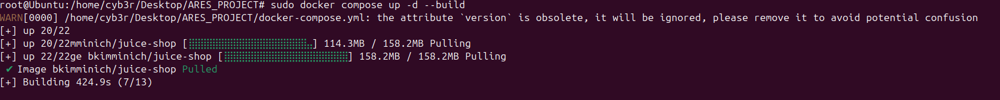 root@Ubuntu:/home/cyb3r/Desktop/ARES_PROJECT# sudo docker compose up -d --build
WARN[0000] /home/cyb3r/Desktop/ARES_PROJECT/docker-compose.yml: the attribute `version` is obsolete, it will be ignored, please remove it to avoid potential confusion
[+] up 20/22
[+] up 20/22mminich/juice-shop [⣿⣿⣿⣿⣿⣿⣿⣿⣿⣿⣿⣿⣿⣿⣿⣿⣿⣿⣿⣿⣤] 114.3MB / 158.2MB Pulling
[+] up 22/22ge bkimminich/juice-shop [⣿⣿⣿⣿⣿⣿⣿⣿⣿⣿⣿⣿⣿⣿⣿⣿⣿⣿⣿⣿⣿] 158.2MB / 158.2MB Pulling
✔ Image bkimminich/juice-shop Pulled
[+] Building 424.9s (7/13)